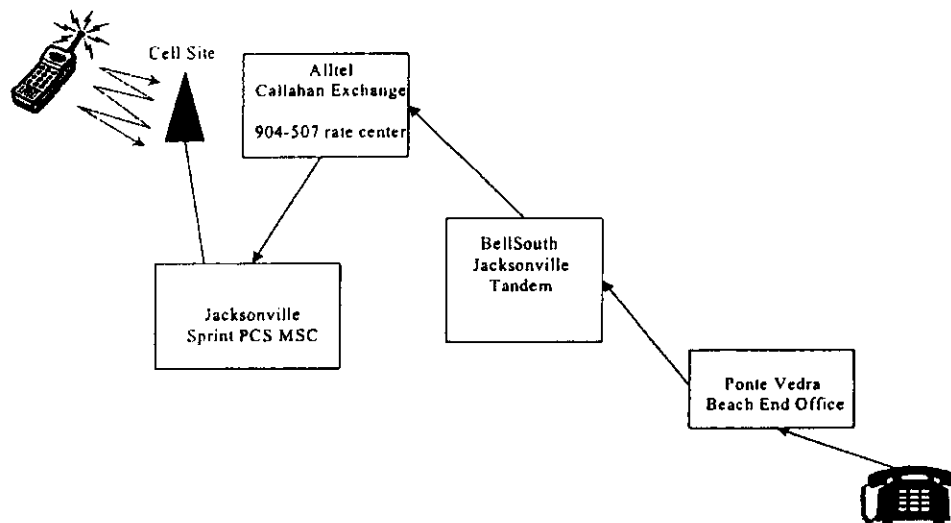 Cell Site
Alltel
Callahan Exchange
904-507 rate center
BellSouth
Jacksonville
Tandem
Jacksonville
Sprint PCS MSC
Ponte Vedra
Beach End Office